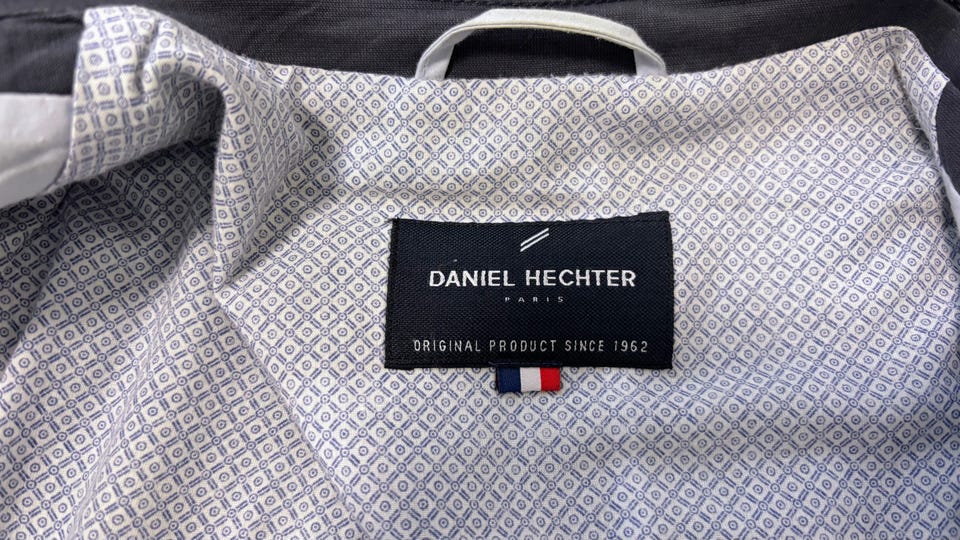 DANIEL HECHTER
PARIS
ORIGINAL PRODUCT SINCE 1962